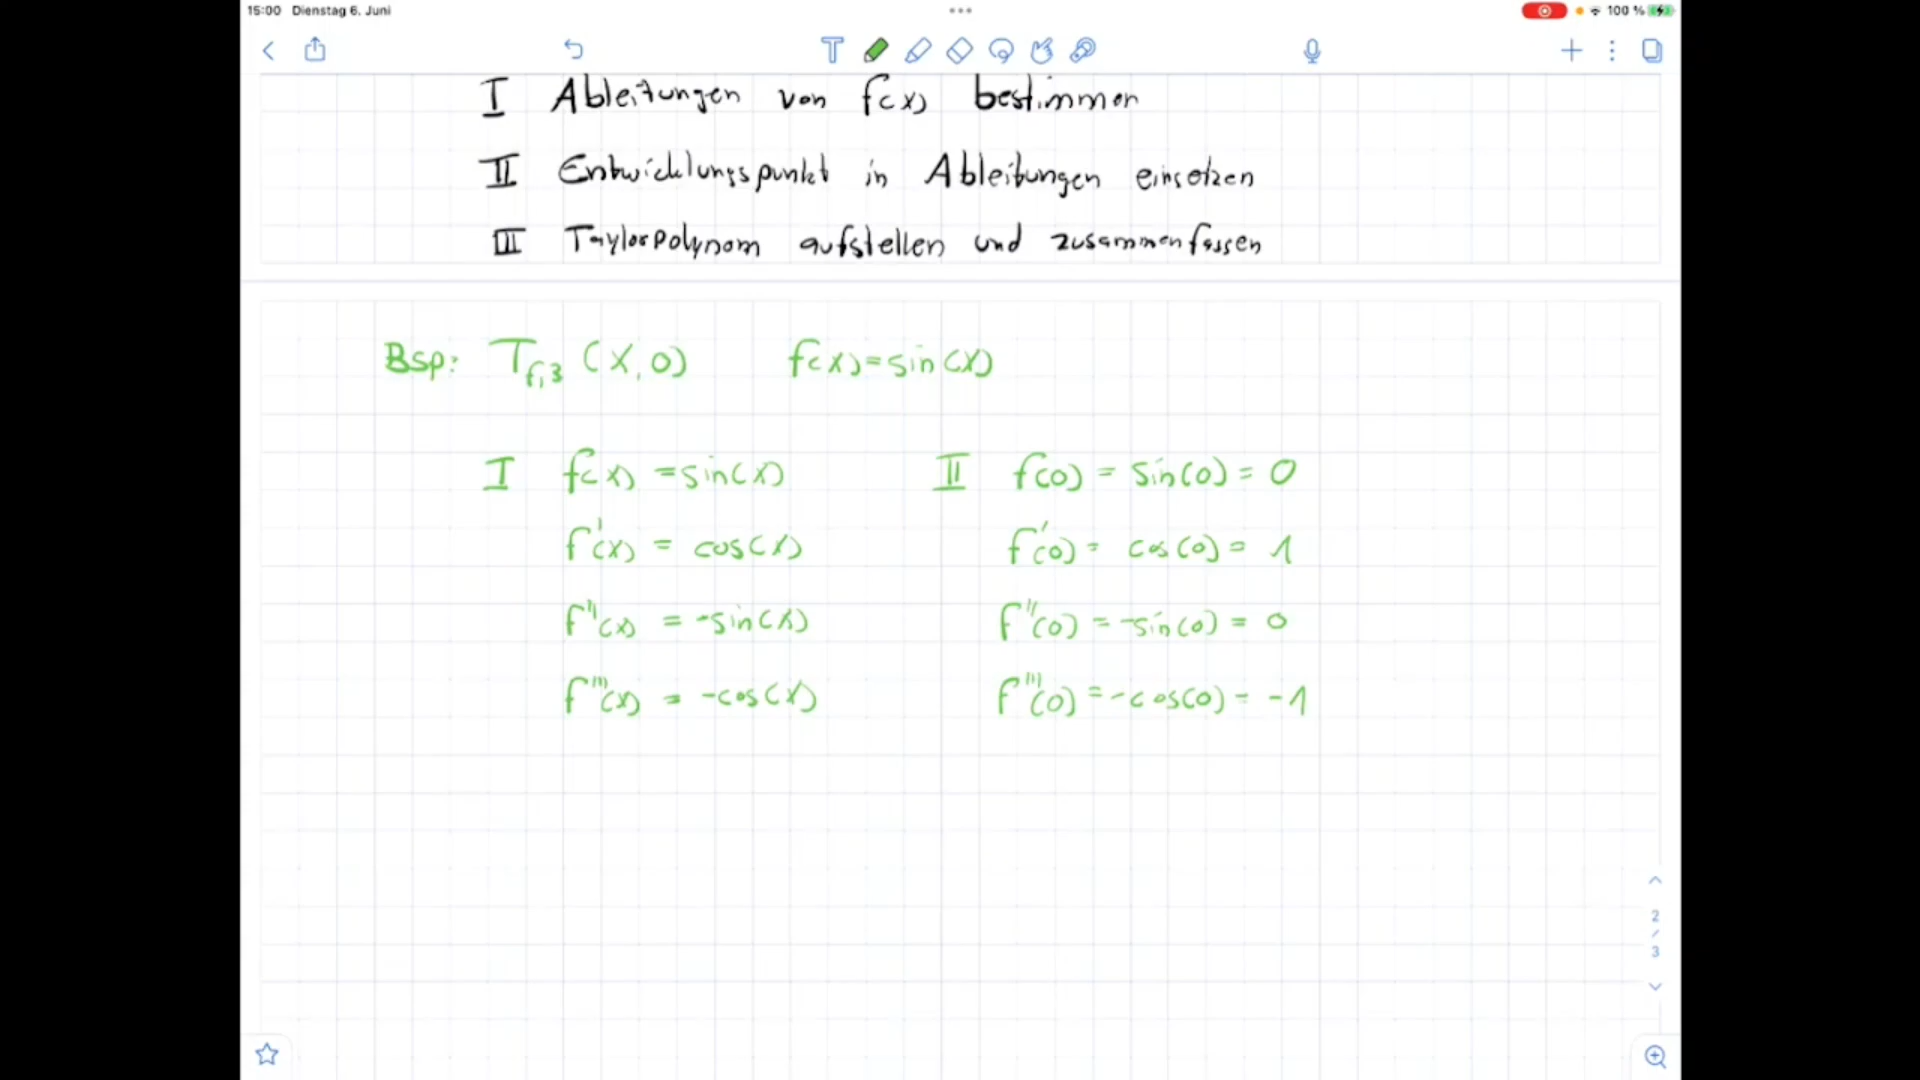 15:00 Dienstag 6. Juni 100 %
I Ableitungen von f(x) bestimmen
II Entwicklungspunkt in Ableitungen einsetzen
III Taylorpolynom aufstellen und zusammenfassen
Bsp: T_{f,3} (x, 0) f(x) = sin(x)
I f(x) = sin(x) II f(0) = sin(0) = 0
f'(x) = cos(x) f'(0) = cos(0) = 1
f''(x) = -sin(x) f''(0) = -sin(0) = 0
f'''(x) = -cos(x) f'''(0) = -cos(0) = -1
2
/
3